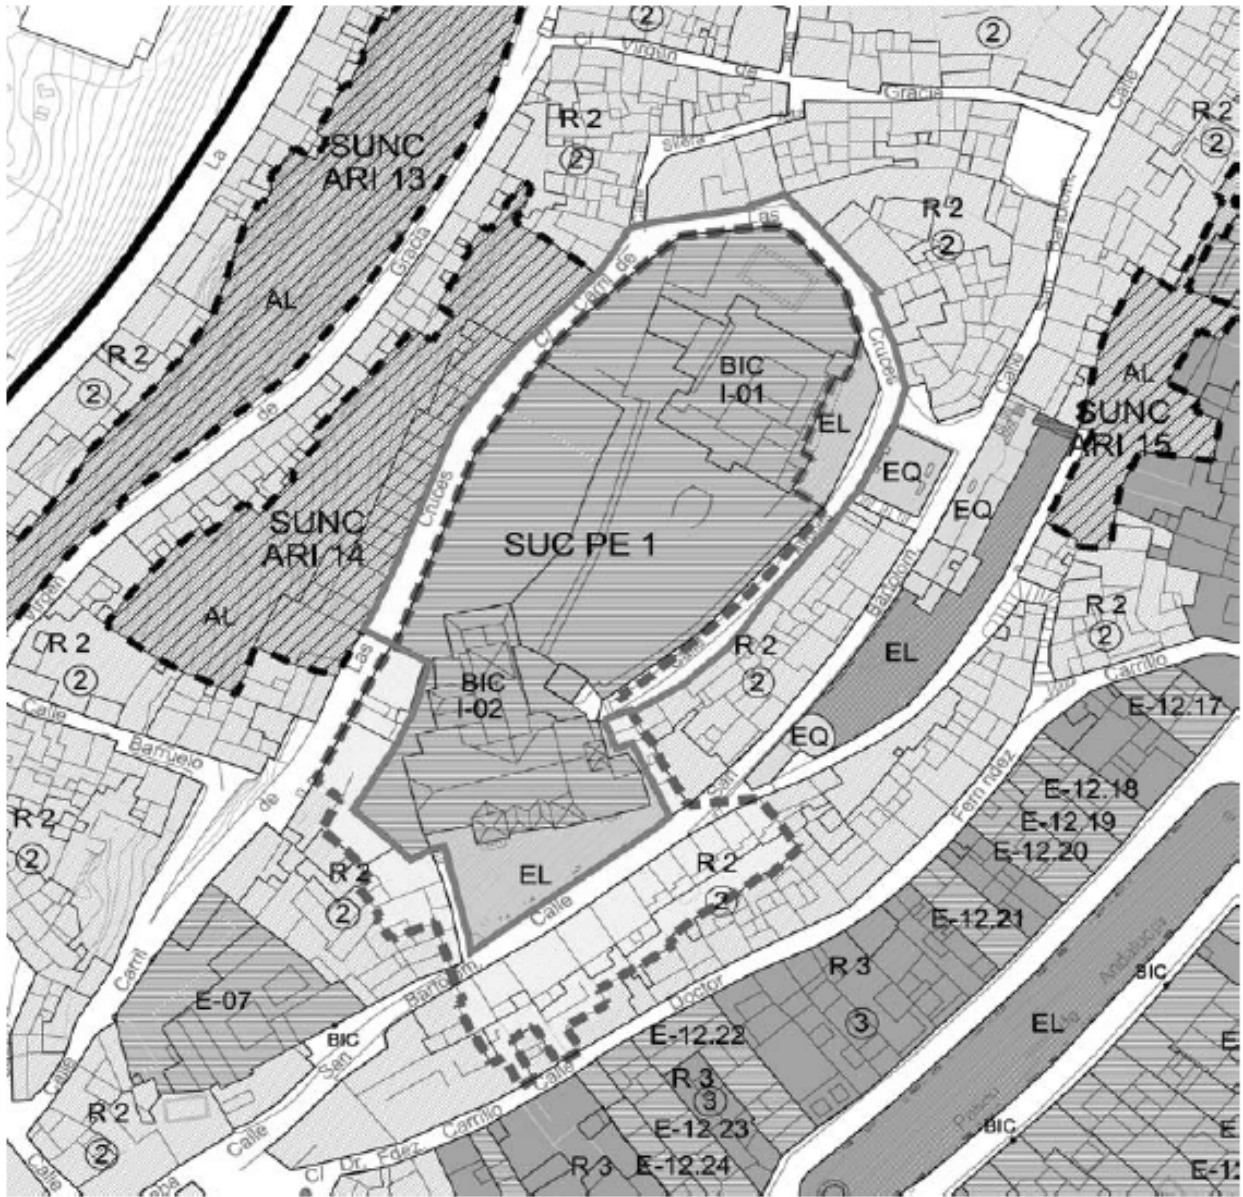 2
C/ Virgen de Gracia
2
Calle
R 2
2
R 2
2
La
SUNC
ARI 13
R 2
2
Las
Gracia
C/ Carril de
Cruces
San
AL
BIC
I-01
AL
R 2
2
EL
Calle
SUNC
ARI 15
de
EQ
EQ
Cruces
SUNC
ARI 14
SUC PE 1
Virgen
AL
R 2
2
Las
R 2
2
Calle
R 2
2
EL
Carrillo
BIC
I-02
E-12.17
Calle
Barruelo
EQ
San
de
E-12.18
E-12.19
E-12.20
R 2
2
R 2
2
EL
R 2
2
Calle
E-12.21
Andalucía
Carril
R 3
3
BIC
E-07
Doctor
EL
BIC
San
E-12.22
Calle
R 3
3
Paseo
R 2
2
Calle
Carrillo
E-12.23
BIC
C/ Dr. Fdez
R 3
E-12.24
Calle